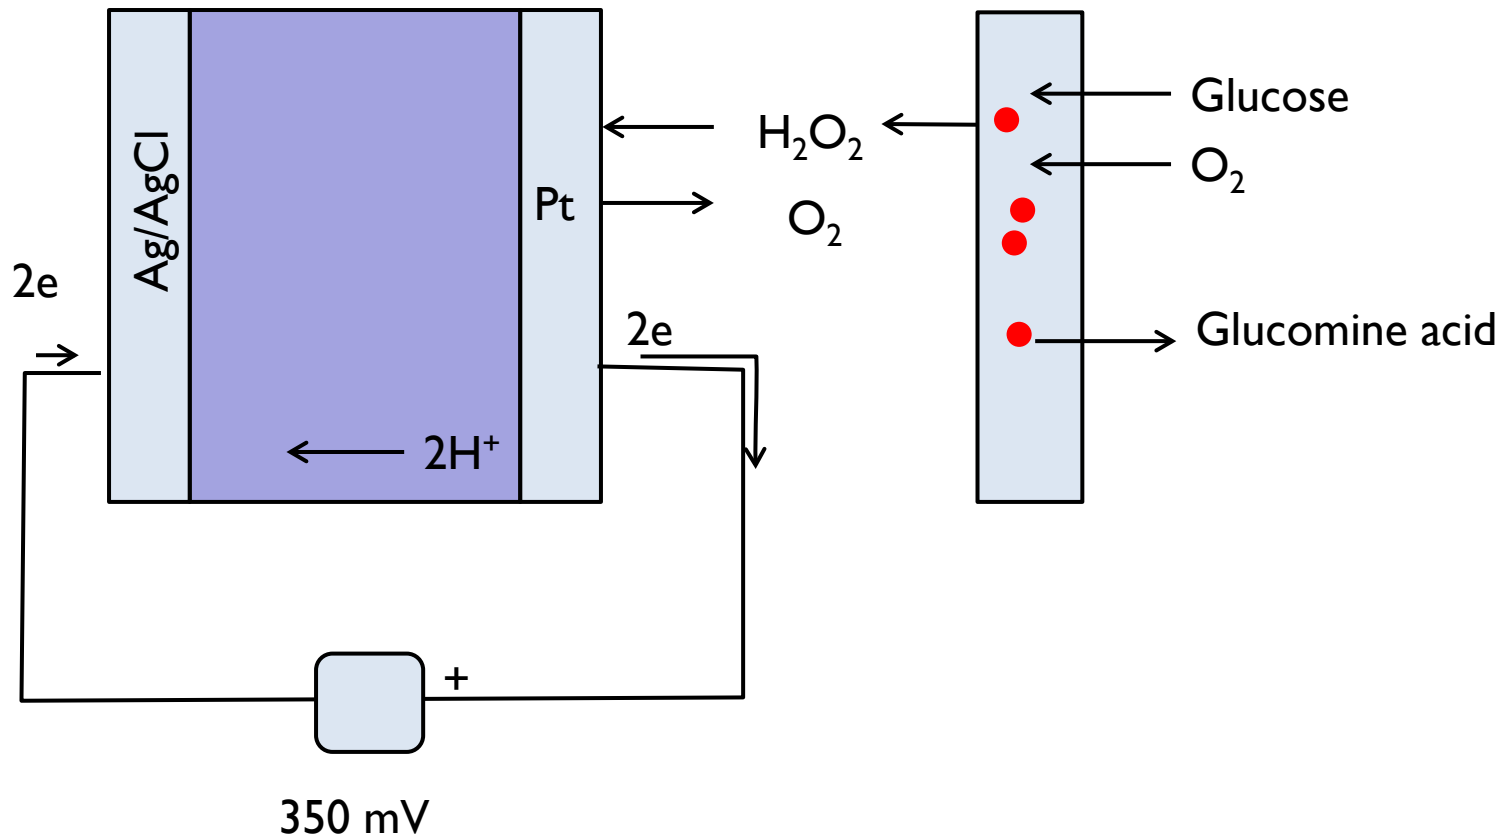 Ag/AgCl
Pt
H₂O₂
O₂
Glucose
O₂
Glucomine acid
2e
2e
2H⁺
+
350 mV